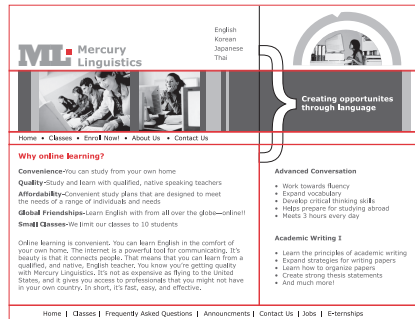 English
Korean
Japanese
Thai
ML Mercury
Linguistics
Creating opportunites
through language
Home • Classes • Enroll Now! • About Us • Contact Us
Why online learning?
Convenience-You can study from your own home
Quality-Study and learn with qualified, native speaking teachers
Affordability-Convenient study plans that are designed to meet
the needs of a range of individuals and needs
Global Friendships-Learn English with from all over the globe—online!!
Small Classes-We limit our classes to 10 students
Online learning is convenient. You can learn English in the comfort of
your own home. The internet is a powerful tool for communicating. It's
beauty is that it connects people. That means that you can learn from a
qualified, and native, English teacher. You know you're getting quality
with Mercury Linguistics. It's not as expensive as flying to the United
States, and it gives you access to professionals that you might not have
in your own country. In short, it's fast, easy, and effective.
Advanced Conversation
• Work towards fluency
• Expand vocabulary
• Develop critical thinking skills
• Helps prepare for studying abroad
• Meets 3 hours every day
Academic Writing I
• Learn the principles of academic writing
• Expand strategies for writing papers
• Learn how to organize papers
• Create strong thesis statements
• And much more!
Home | Classes | Frequently Asked Questions | Announcements | Contact Us | Jobs | E-ternships